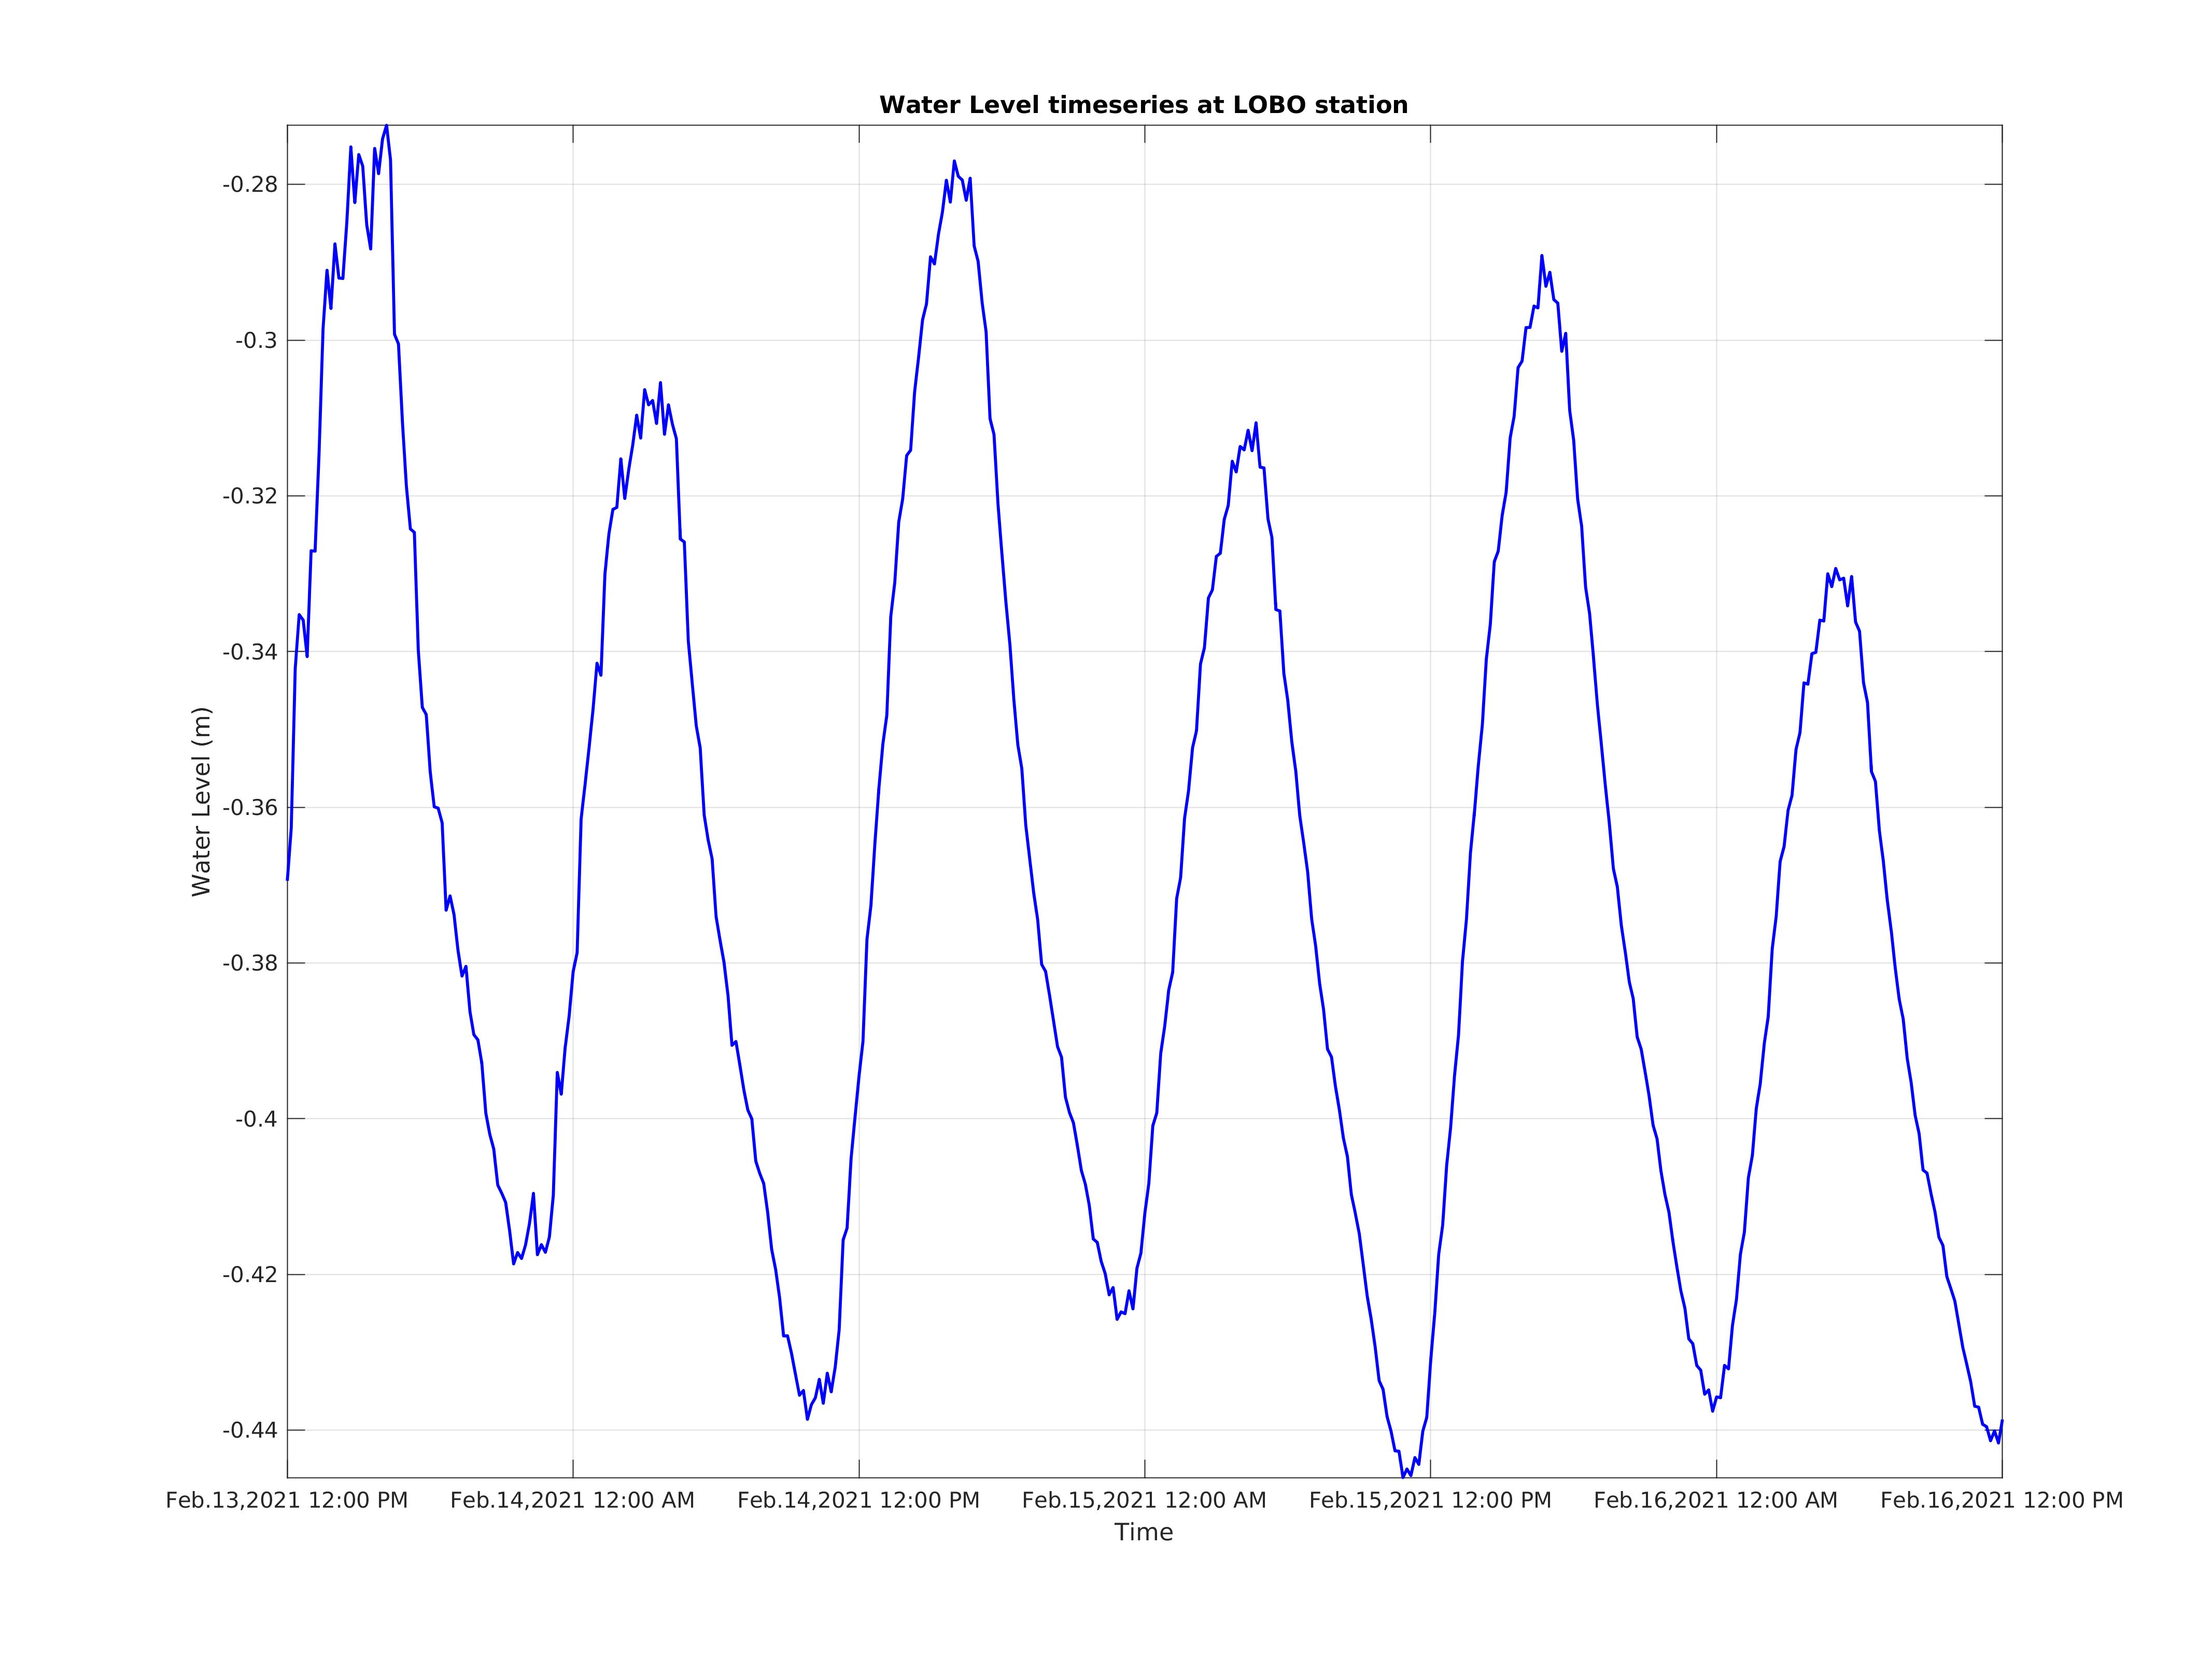 Water Level timeseries at LOBO station
-0.28
-0.3
-0.32
-0.34
-0.36
-0.38
-0.4
-0.42
-0.44
Water Level (m)
Feb.13,2021 12:00 PM Feb.14,2021 12:00 AM Feb.14,2021 12:00 PM Feb.15,2021 12:00 AM Feb.15,2021 12:00 PM Feb.16,2021 12:00 AM Feb.16,2021 12:00 PM
Time